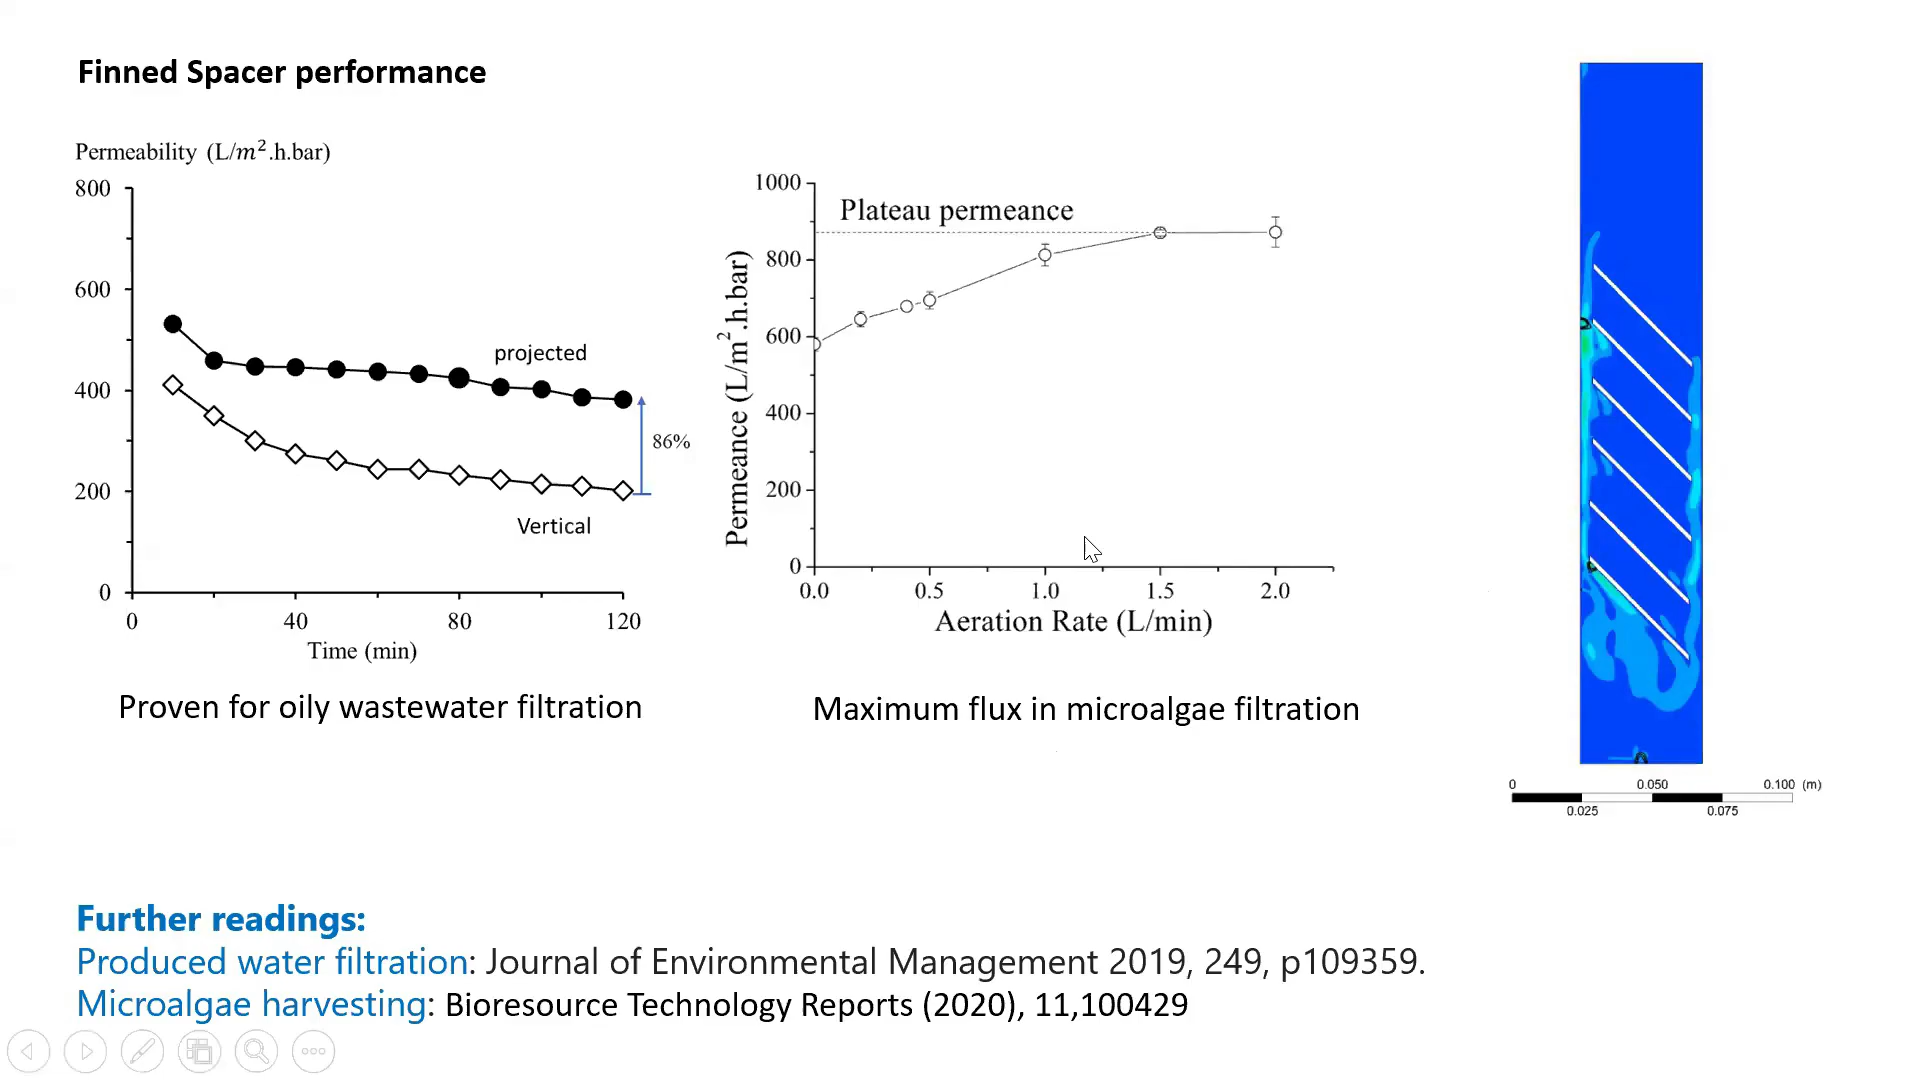 Finned Spacer performance
Permeability (L/m².h.bar)
800
600
400
200
0
0 40 80 120
Time (min)
projected
86%
Vertical
Proven for oily wastewater filtration
Permeance (L/m².h.bar)
1000
800
600
400
200
0
Plateau permeance
0.0 0.5 1.0 1.5 2.0
Aeration Rate (L/min)
Maximum flux in microalgae filtration
0 0.050 0.100 (m)
0.025 0.075
Further readings:
Produced water filtration: Journal of Environmental Management 2019, 249, p109359.
Microalgae harvesting: Bioresource Technology Reports (2020), 11,100429